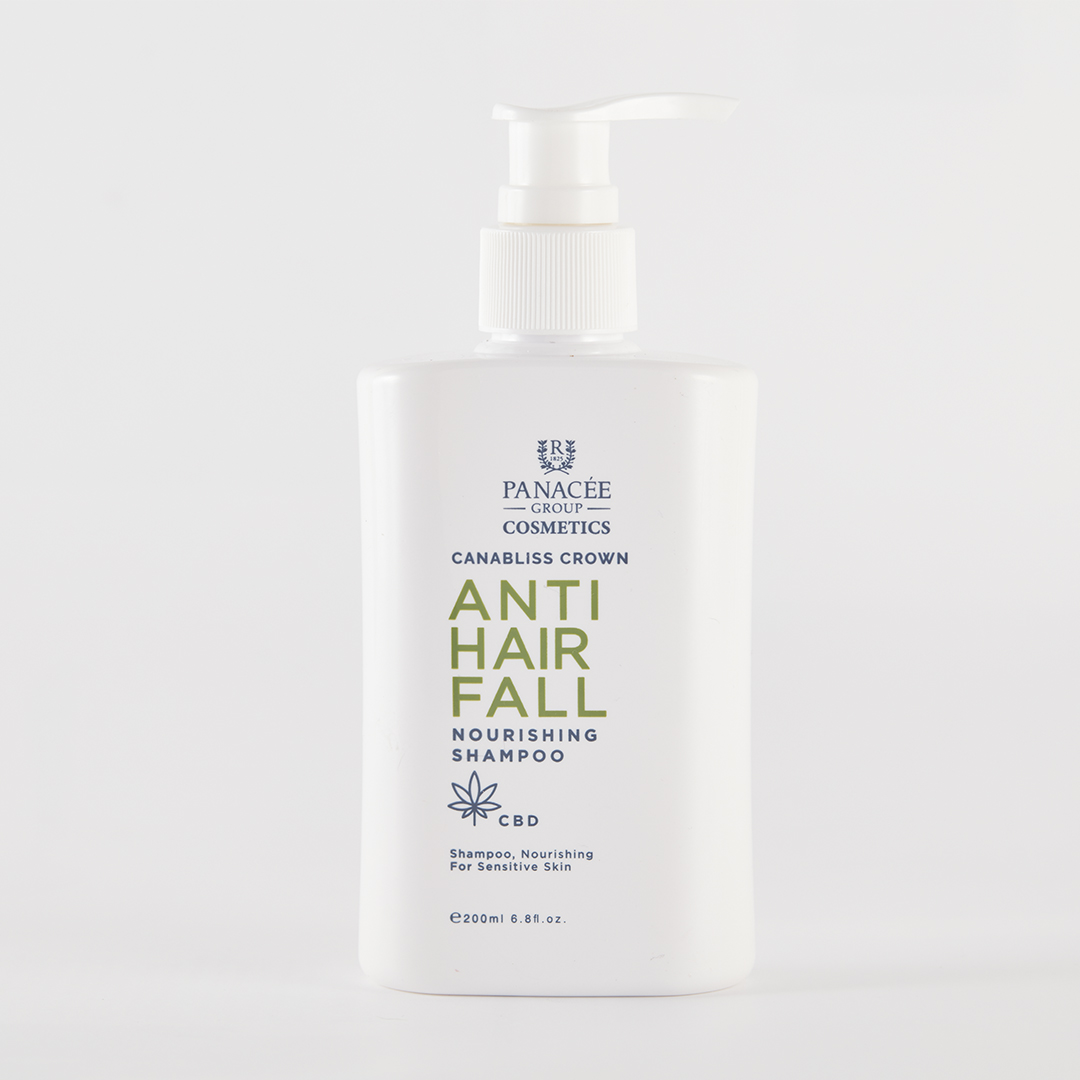 R
1825
PANACÉE
GROUP
COSMETICS
CANABLISS CROWN
ANTI
HAIR
FALL
NOURISHING
SHAMPOO
CBD
Shampoo, Nourishing
For Sensitive Skin
℮200ml 6.8fl.oz.